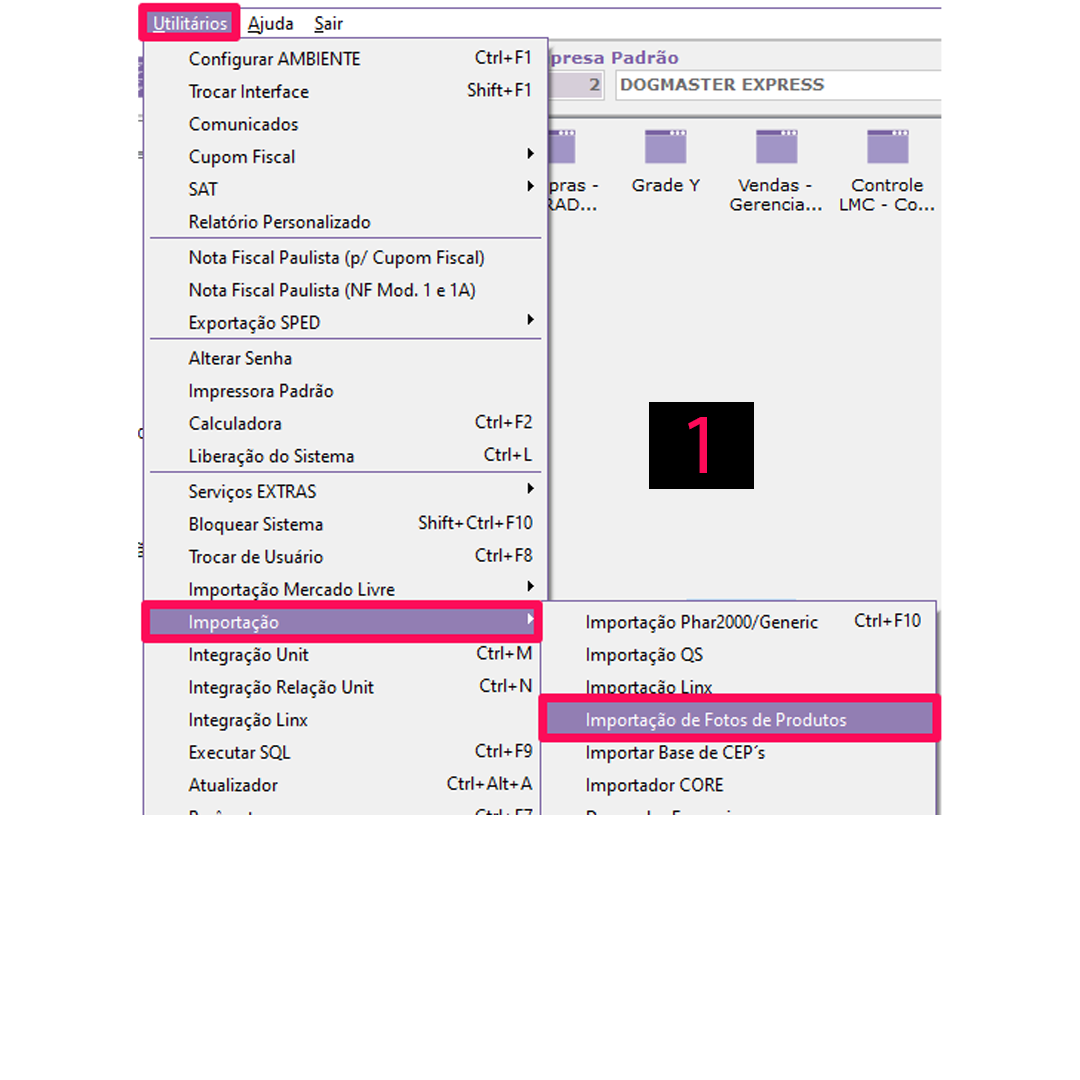 Utilitários Ajuda Sair
Configurar AMBIENTE Ctrl+F1
Trocar Interface Shift+F1
Comunicados
Cupom Fiscal
SAT
Relatório Personalizado
Nota Fiscal Paulista (p/ Cupom Fiscal)
Nota Fiscal Paulista (NF Mod. 1 e 1A)
Exportação SPED
Alterar Senha
Impressora Padrão
Calculadora Ctrl+F2
Liberação do Sistema Ctrl+L
Serviços EXTRAS
Bloquear Sistema Shift+Ctrl+F10
Trocar de Usuário Ctrl+F8
Importação Mercado Livre
Importação
Integração Unit Ctrl+M
Integração Relação Unit Ctrl+N
Integração Linx
Executar SQL Ctrl+F9
Atualizador Ctrl+Alt+A
presa Padrão
2 DOGMASTER EXPRESS
pras -
RAD...
Grade Y
Vendas -
Gerencia...
Controle
LMC - Co...
1
Importação Phar2000/Generic Ctrl+F10
Importação QS
Importação Linx
Importação de Fotos de Produtos
Importar Base de CEP´s
Importador CORE